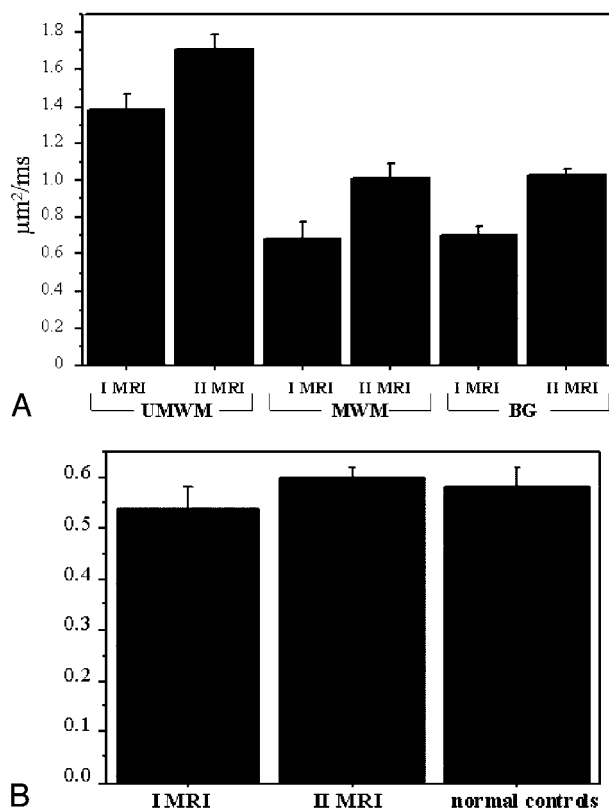 1.8
1.6
1.4
1.2
1.0
0.8
0.6
0.4
0.2
0
μm²/ms
I MRI II MRI I MRI II MRI I MRI II MRI
UMWM MWM BG
A
0.6
0.5
0.4
0.3
0.2
0.1
0.0
I MRI II MRI normal controls
B